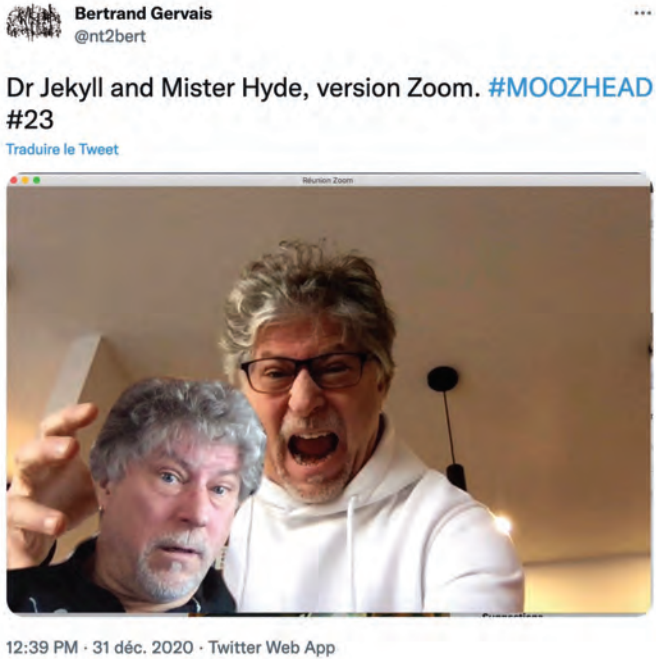 Bertrand Gervais
@nt2bert
Dr Jekyll and Mister Hyde, version Zoom. #MOOZHEAD
#23
Traduire le Tweet
Réunion Zoom
12:39 PM · 31 déc. 2020 · Twitter Web App